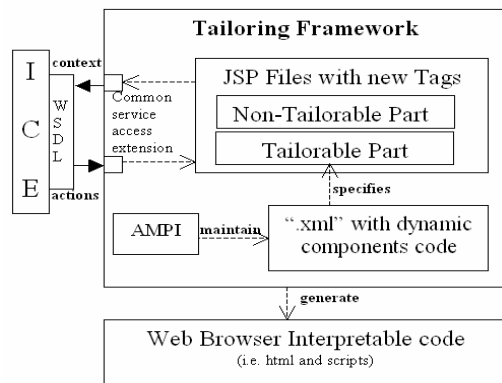 Tailoring Framework
I
C
E
WSDL
context
actions
Common
service
access
extension
JSP Files with new Tags
Non-Tailorable Part
Tailorable Part
specifies
AMPI
maintain
“.xml” with dynamic
components code
generate
Web Browser Interpretable code
(i.e. html and scripts)